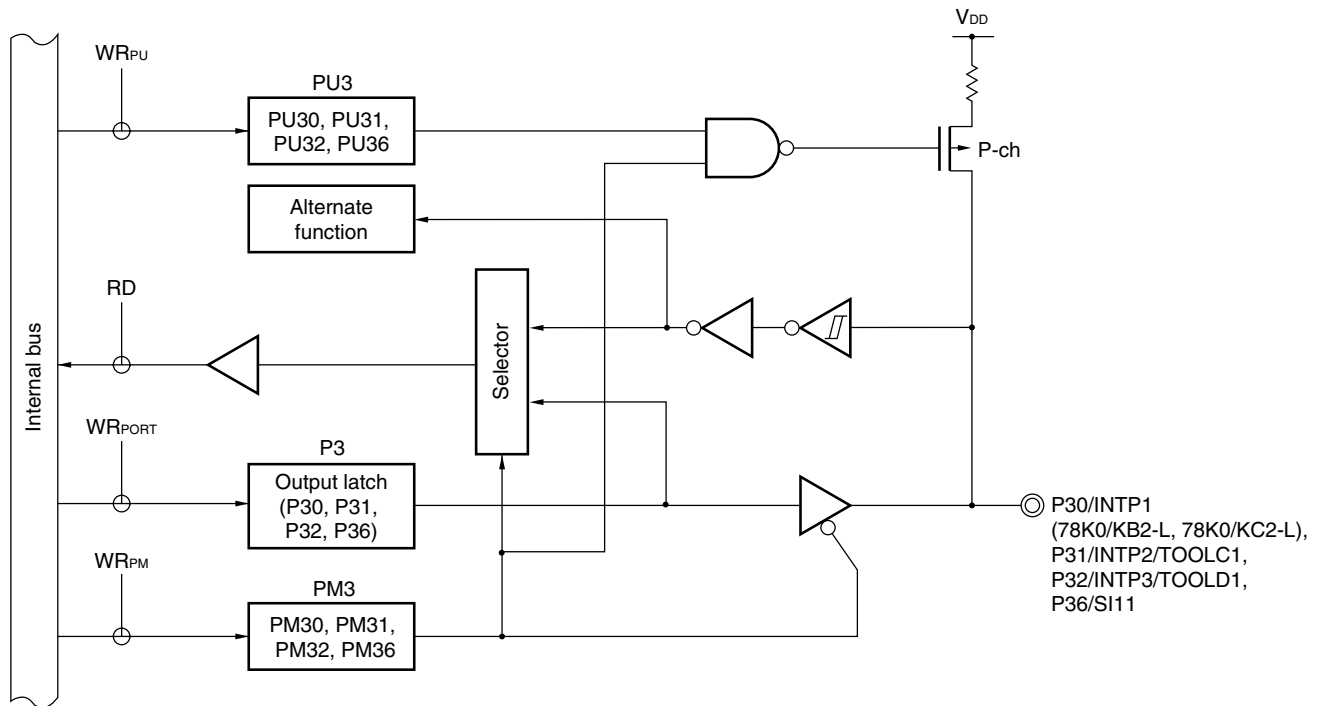 VDD
WRPU
PU3
PU30, PU31,
PU32, PU36
P-ch
Alternate
function
RD
Selector
Internal bus
WRPORT
P3
Output latch
(P30, P31,
P32, P36)
P30/INTP1
(78K0/KB2-L, 78K0/KC2-L),
P31/INTP2/TOOLC1,
P32/INTP3/TOOLD1,
P36/SI11
WRPM
PM3
PM30, PM31,
PM32, PM36